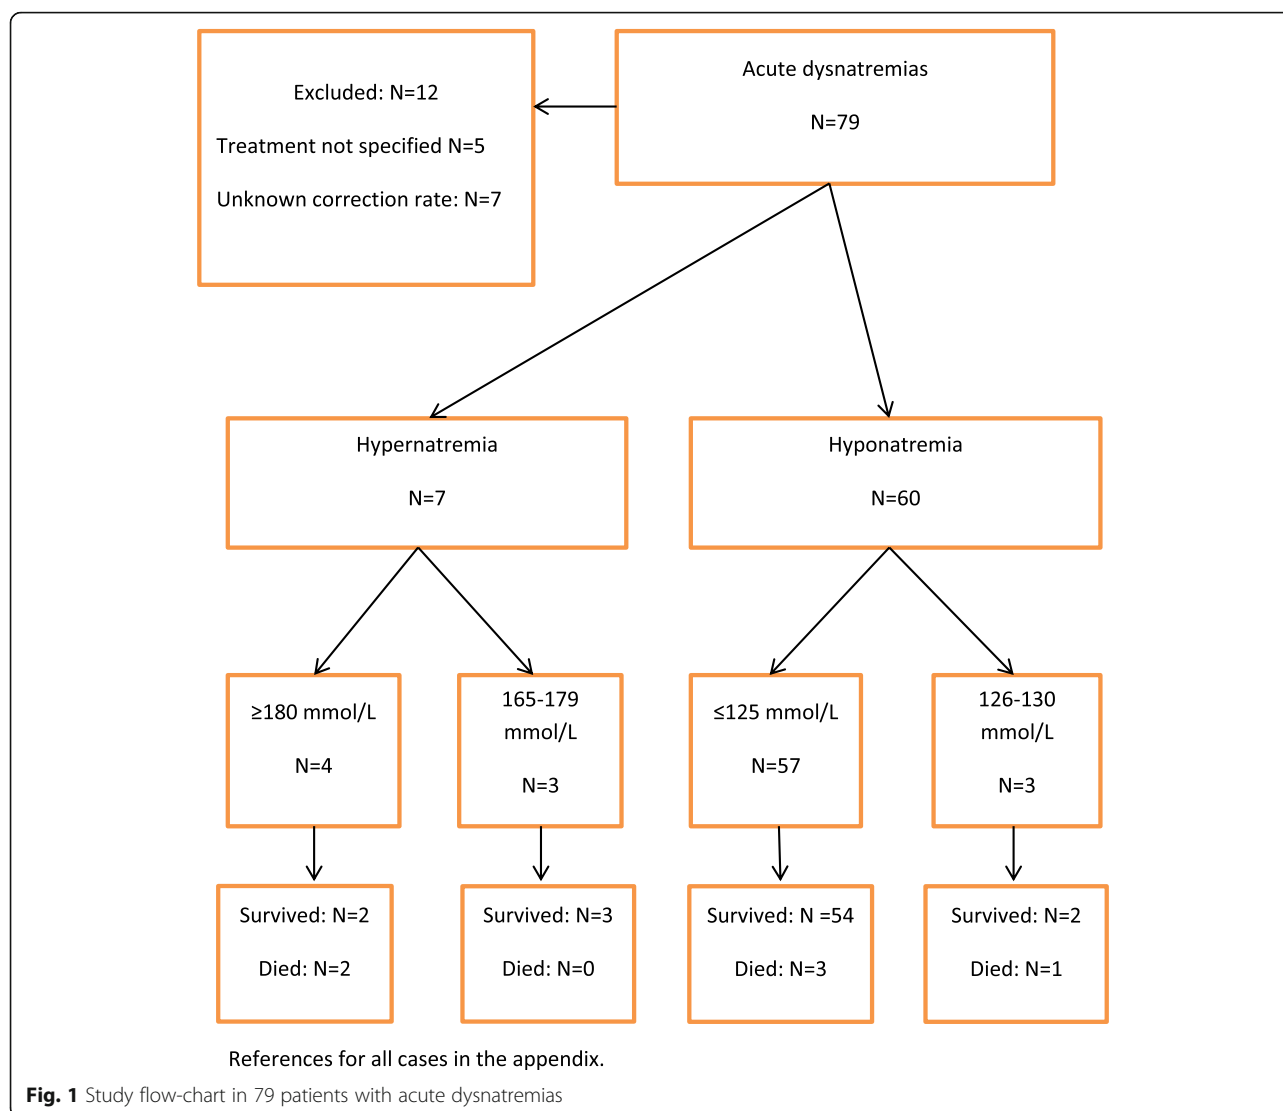 Acute dysnatremias
N=79
Excluded: N=12
Treatment not specified N=5
Unknown correction rate: N=7
Hypernatremia
N=7
Hyponatremia
N=60
≥180 mmol/L
N=4
165-179
mmol/L
N=3
≤125 mmol/L
N=57
126-130
mmol/L
N=3
Survived: N=2
Died: N=2
Survived: N=3
Died: N=0
Survived: N =54
Died: N=3
Survived: N=2
Died: N=1
References for all cases in the appendix.
Fig. 1 Study flow-chart in 79 patients with acute dysnatremias